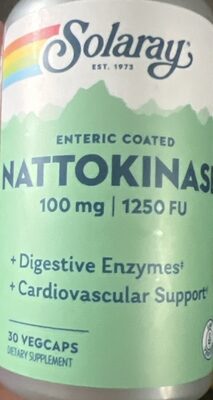 Solaray
EST. 1973
ENTERIC COATED
NATTOKINAS
100 mg | 1250 FU
+ Digestive Enzymes‡
+ Cardiovascular Support‡
30 VEGCAPS
DIETARY SUPPLEMENT